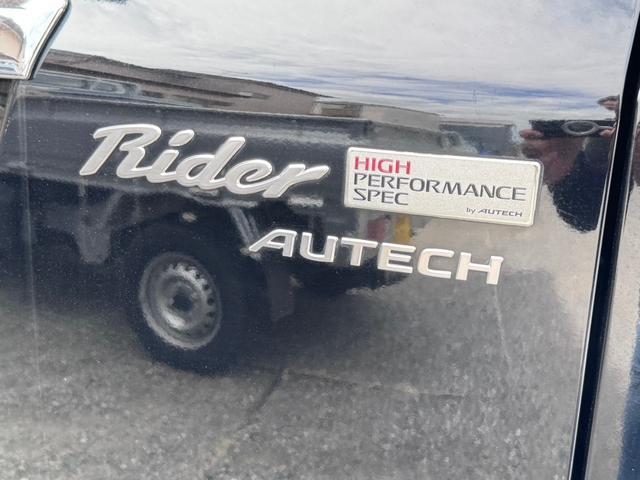 Rider
HIGH
PERFORMANCE
SPEC
by AUTECH
AUTECH